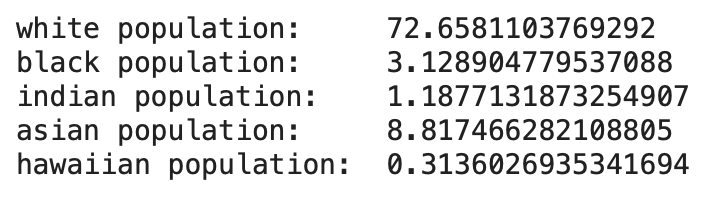 white population:     72.6581103769292
black population:     3.128904779537088
indian population:    1.1877131873254907
asian population:     8.817466282108805
hawaiian population:  0.3136026935341694